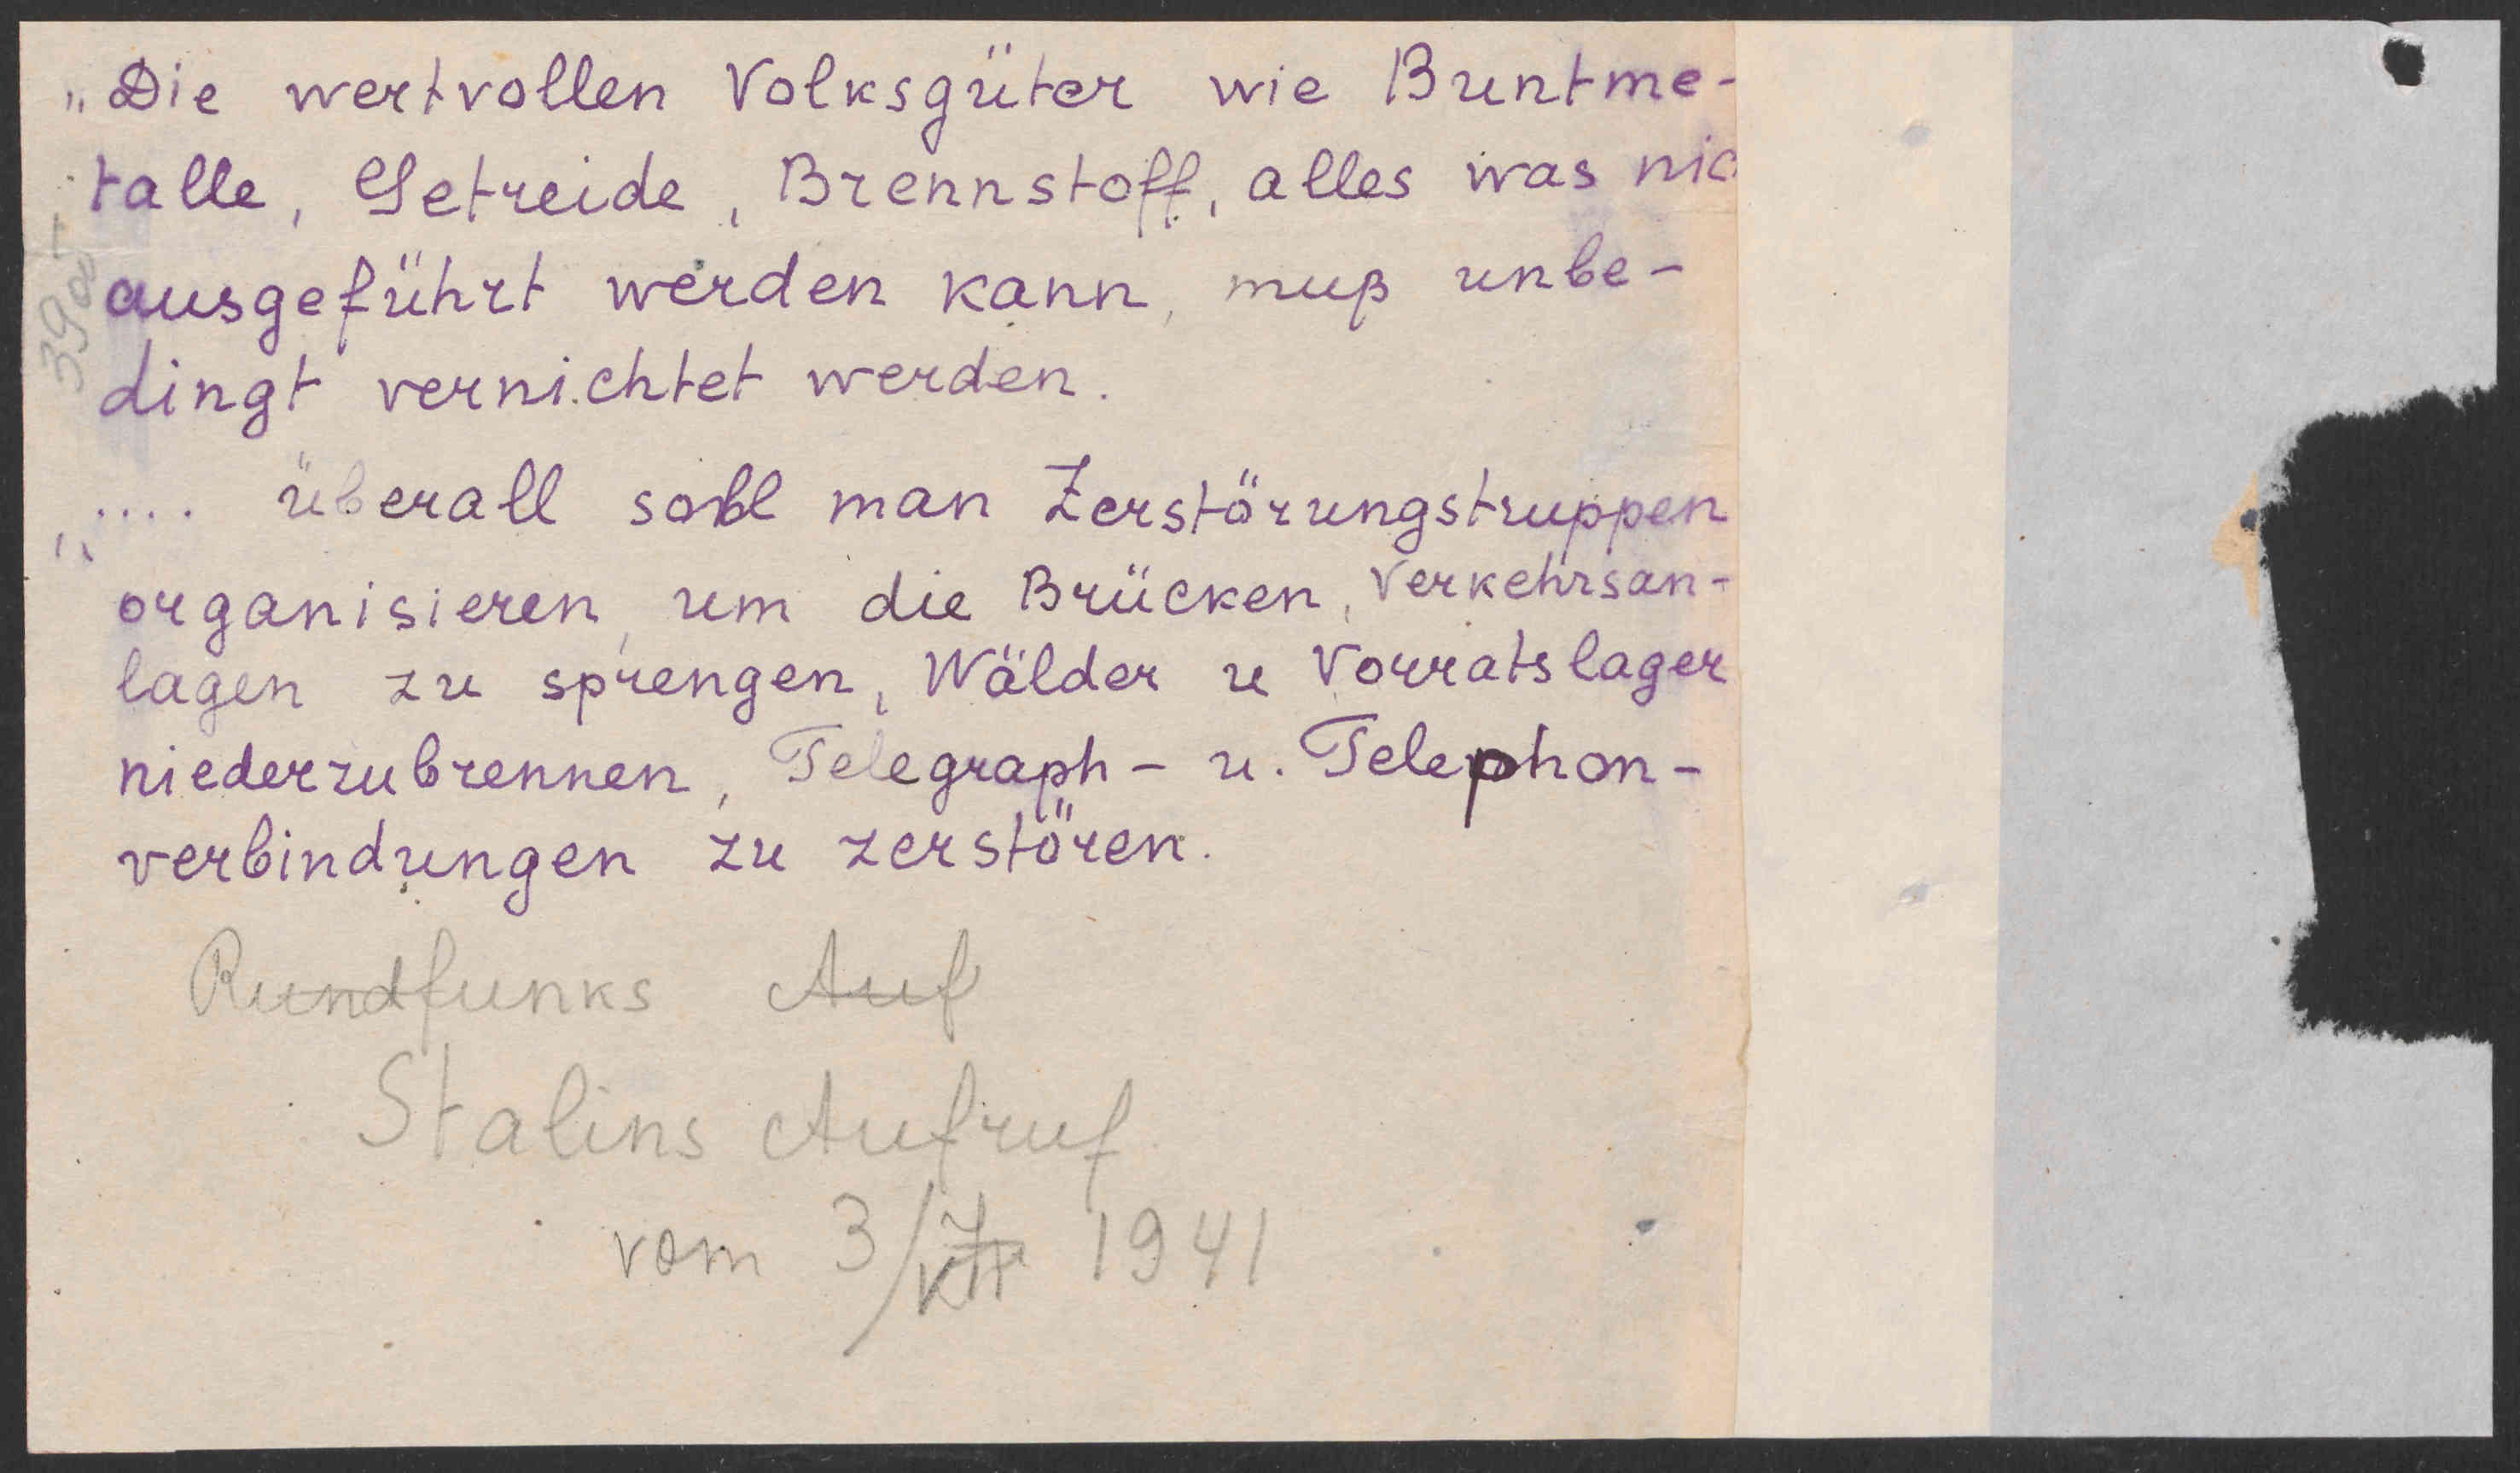 „Die wertvollen Volksgüter wie Buntme-
talle, Getreide, Brennstoff, alles was nic
ausgeführt werden kann, muß unbe-
dingt vernichtet werden.
„.... überall soll man Zerstörungstruppen
organisieren, um die Brücken, Verkehrsan-
lagen zu sprengen, Wälder u Vorratslager
niederzubrennen, Telegraph- u. Telephon-
verbindungen zu zerstören.
Rundfunks Auf
Stalins Aufruf
vom 3/VII 1941